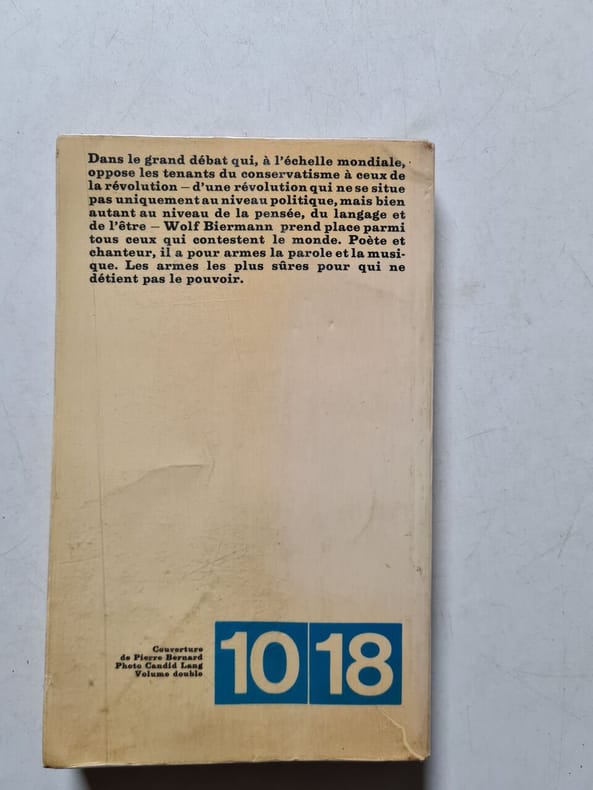 Dans le grand débat qui, à l'échelle mondiale,
oppose les tenants du conservatisme à ceux de
la révolution – d'une révolution qui ne se situe
pas uniquement au niveau politique, mais bien
autant au niveau de la pensée, du langage et
de l'être – Wolf Biermann prend place parmi
tous ceux qui contestent le monde. Poète et
chanteur, il a pour armes la parole et la musi-
que. Les armes les plus sûres pour qui ne
détient pas le pouvoir.
Couverture
de Pierre Bernard
Photo Candid Lang
Volume double
10 18